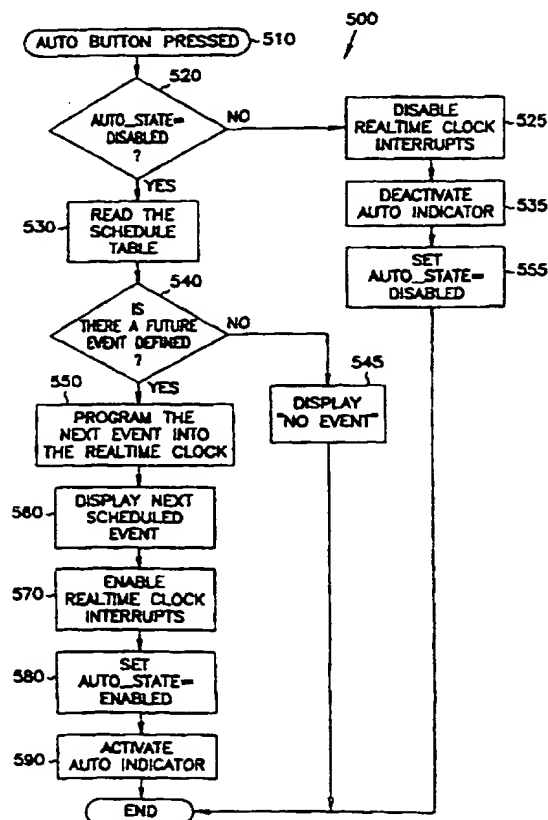 500
AUTO BUTTON PRESSED
510
520
AUTO_STATE=
DISABLED
?
NO
YES
DISABLE
REALTIME CLOCK
INTERRUPTS
525
530
READ THE
SCHEDULE
TABLE
DEACTIVATE
AUTO INDICATOR
535
540
IS
THERE A FUTURE
EVENT DEFINED
?
NO
YES
SET
AUTO_STATE=
DISABLED
555
550
PROGRAM THE
NEXT EVENT INTO
THE REALTIME CLOCK
545
DISPLAY
"NO EVENT"
560
DISPLAY NEXT
SCHEDULED
EVENT
570
ENABLE
REALTIME CLOCK
INTERRUPTS
580
SET
AUTO_STATE=
ENABLED
590
ACTIVATE
AUTO INDICATOR
END